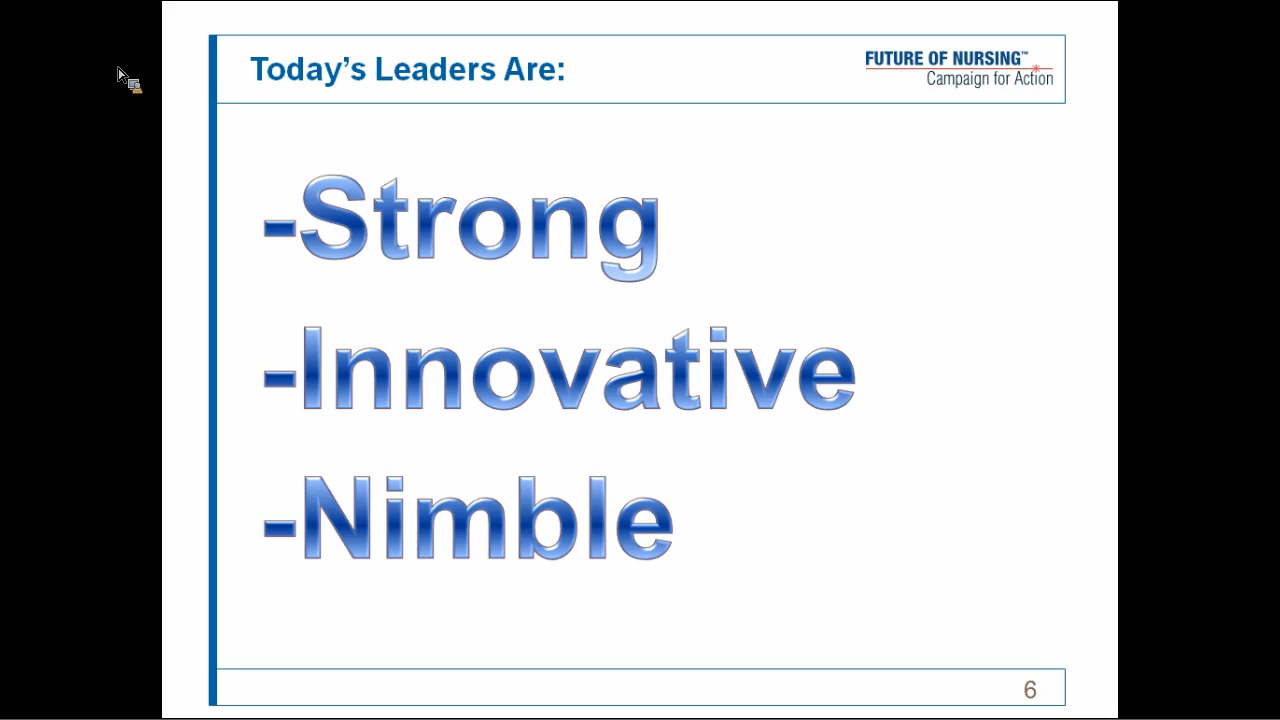 Today's Leaders Are:
FUTURE OF NURSING™
Campaign for Action
-Strong
-Innovative
-Nimble
6